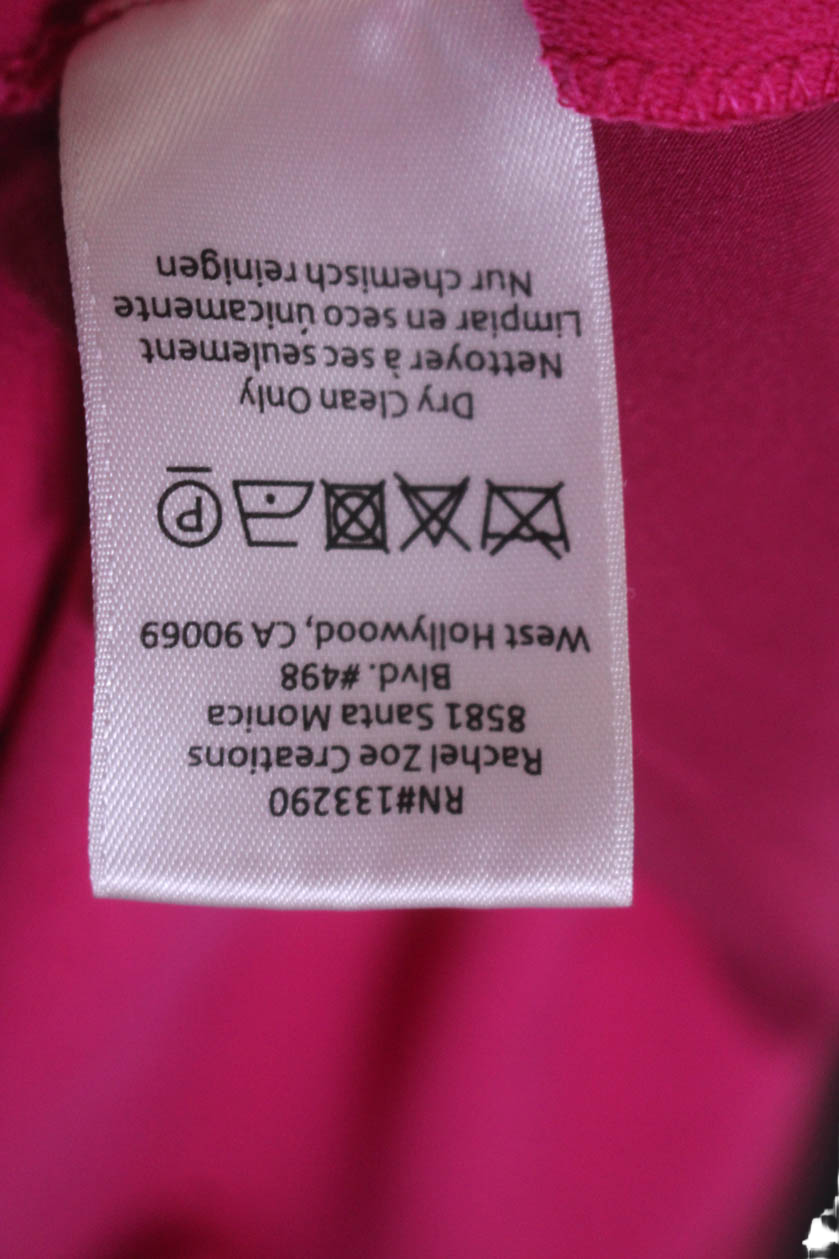 RN#133290
Rachel Zoe Creations
8581 Santa Monica
Blvd. #498
West Hollywood, CA 90069
P
Dry Clean Only
Nettoyer à sec seulement
Limpiar en seco únicamente
Nur chemisch reinigen